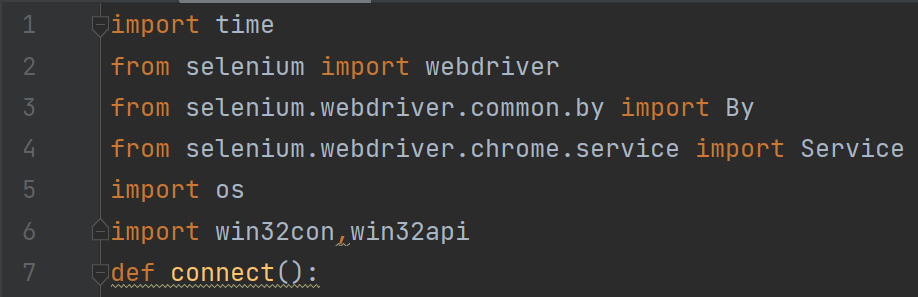 1 import time
2 from selenium import webdriver
3 from selenium.webdriver.common.by import By
4 from selenium.webdriver.chrome.service import Service
5 import os
6 import win32con,win32api
7 def connect():